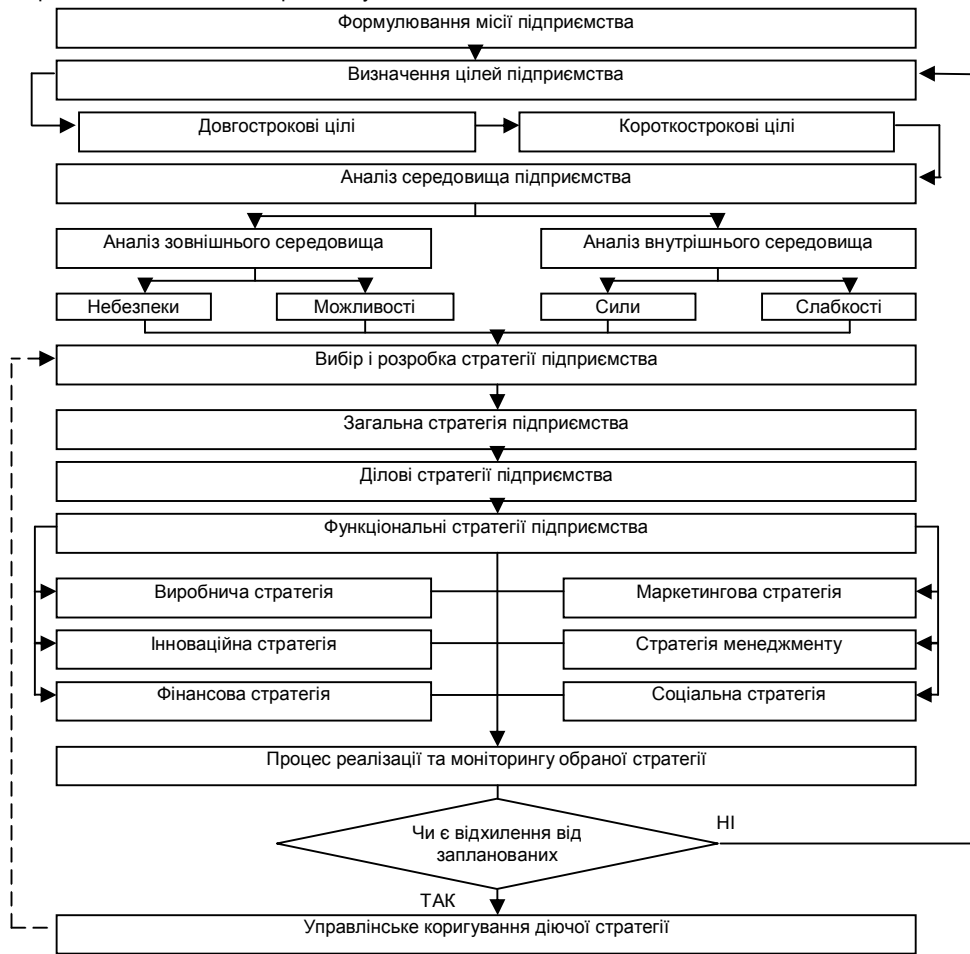 Формулювання місії підприємства
Визначення цілей підприємства
Довгострокові цілі
Короткострокові цілі
Аналіз середовища підприємства
Аналіз зовнішнього середовища
Аналіз внутрішнього середовища
Небезпеки
Можливості
Сили
Слабкості
Вибір і розробка стратегії підприємства
Загальна стратегія підприємства
Ділові стратегії підприємства
Функціональні стратегії підприємства
Виробнича стратегія
Маркетингова стратегія
Інноваційна стратегія
Стратегія менеджменту
Фінансова стратегія
Соціальна стратегія
Процес реалізації та моніторингу обраної стратегії
Чи є відхилення від
запланованих
НІ
ТАК
Управлінське коригування діючої стратегії